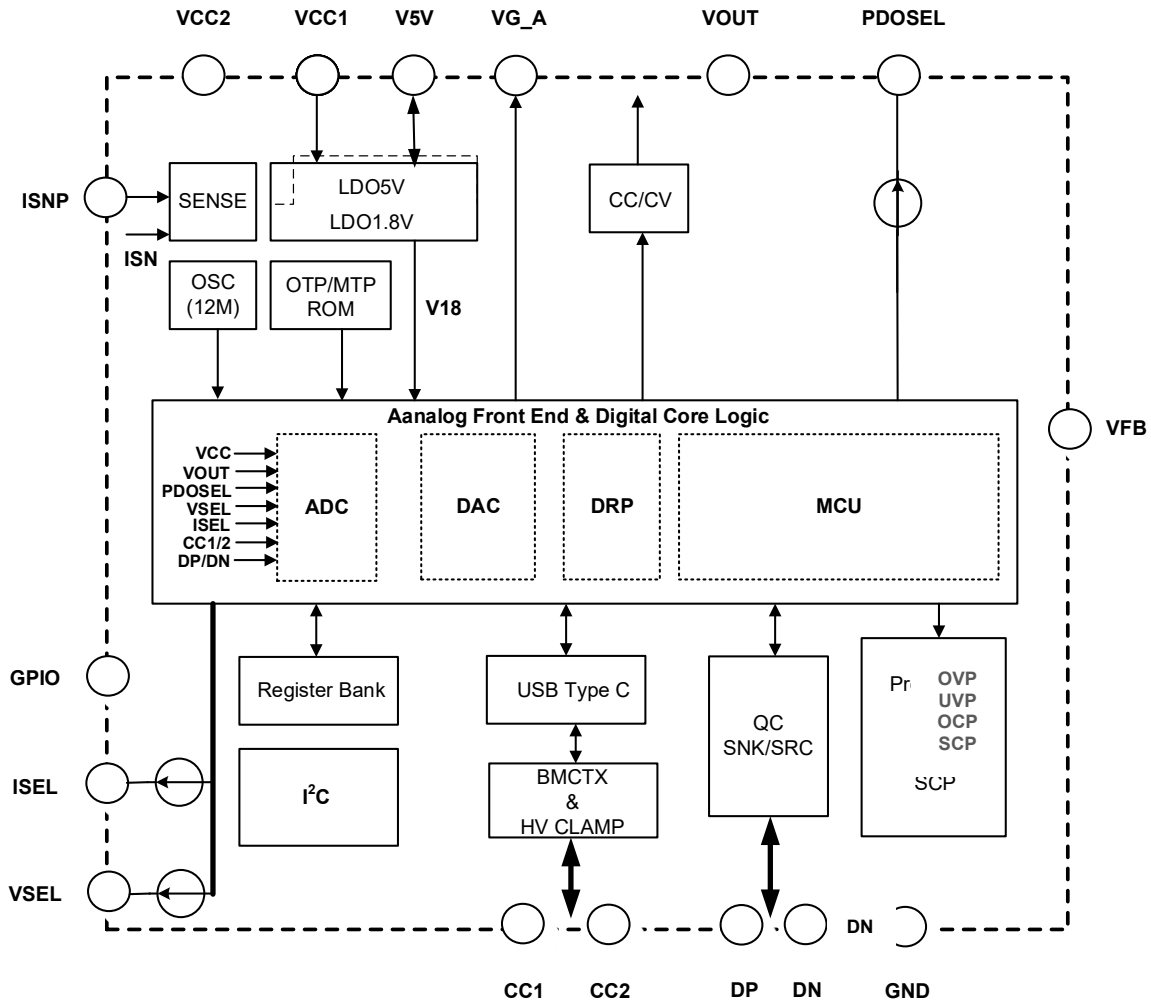 VCC2
VCC1
V5V
VG_A
VOUT
PDOSEL
ISNP
SENSE
LDO5V
LDO1.8V
CC/CV
ISN
OSC
(12M)
OTP/MTP
ROM
V18
Aanalog Front End & Digital Core Logic
VFB
VCC
VOUT
PDOSEL
VSEL
ISEL
CC1/2
DP/DN
ADC
DAC
DRP
MCU
GPIO
Register Bank
USB Type C
QC
SNK/SRC
OVP
UVP
OCP
SCP
SCP
ISEL
I²C
BMCTX
&
HV CLAMP
VSEL
DN
CC1
CC2
DP
DN
GND